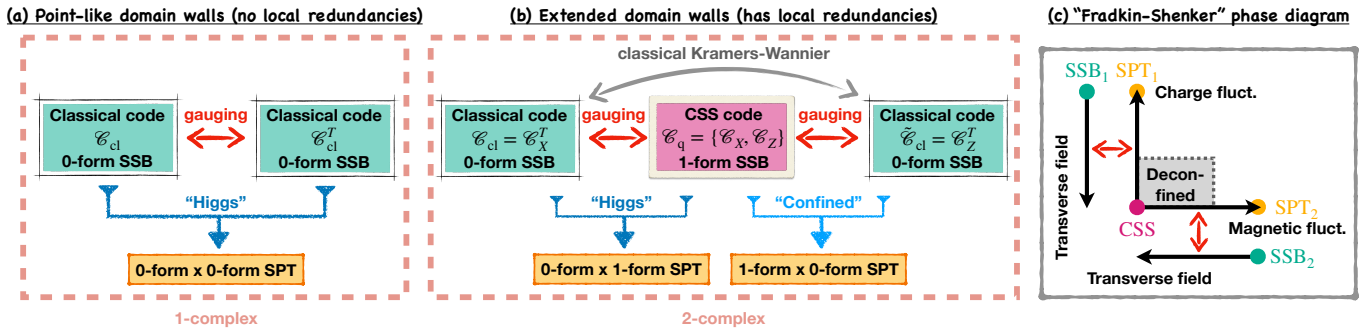 (a) Point-like domain walls (no local redundancies)
Classical code
𝒞cl
0-form SSB
gauging
Classical code
𝒞cl^T
0-form SSB
“Higgs”
0-form x 0-form SPT
1-complex
(b) Extended domain walls (has local redundancies)
classical Kramers-Wannier
Classical code
𝒞cl = 𝒞X^T
0-form SSB
gauging
CSS code
𝒞q = {𝒞X, 𝒞Z}
1-form SSB
gauging
Classical code
𝒞̃cl = 𝒞Z^T
0-form SSB
“Higgs”
“Confined”
0-form x 1-form SPT
1-form x 0-form SPT
2-complex
(c) “Fradkin-Shenker” phase diagram
SSB1
SPT1
Charge fluct.
Transverse field
Decon-
fined
CSS
SPT2
Magnetic fluct.
SSB2
Transverse field